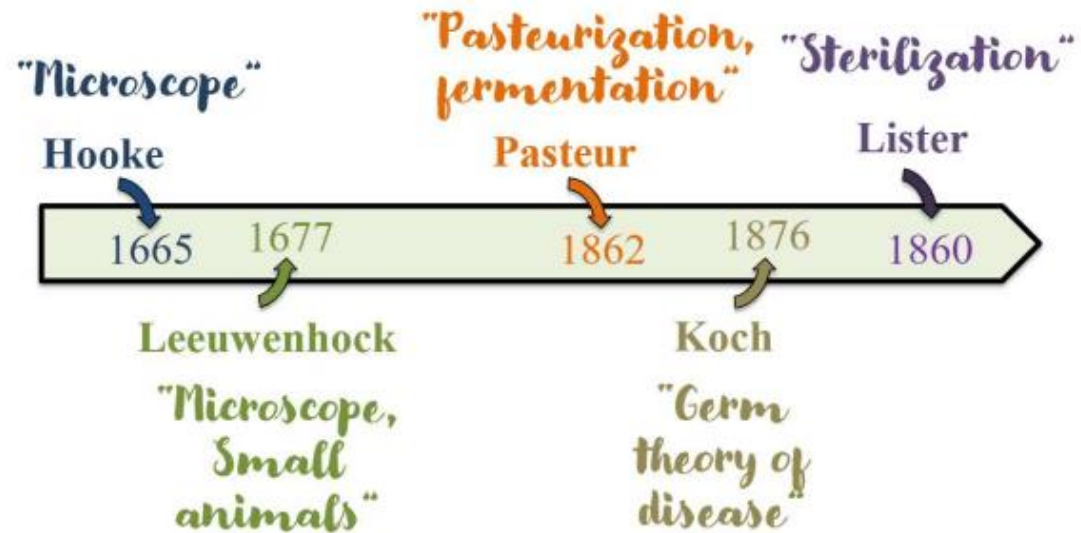 "Microscope"
Hooke
1665
1677
Leeuwenhock
"Microscope,
Small
animals"
"Pasteurization,
fermentation"
Pasteur
1862
1876
Koch
"Germ
theory of
disease"
"Sterilization"
Lister
1860